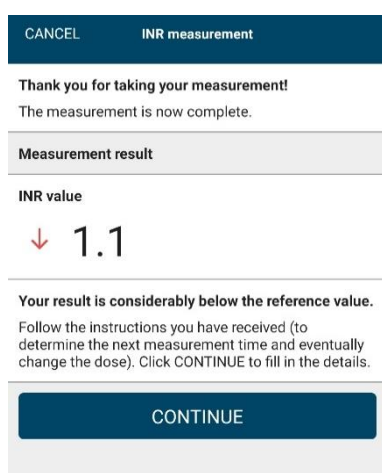 CANCEL INR measurement
Thank you for taking your measurement!
The measurement is now complete.
Measurement result
INR value
↓ 1.1
Your result is considerably below the reference value.
Follow the instructions you have received (to
determine the next measurement time and eventually
change the dose). Click CONTINUE to fill in the details.
CONTINUE